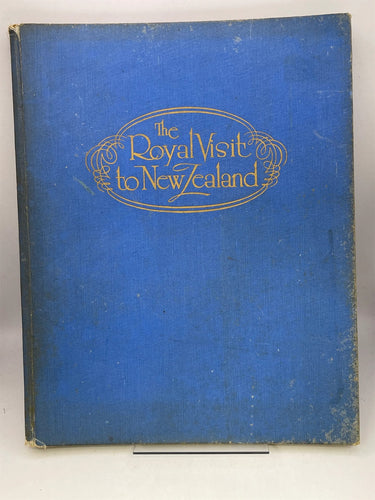 The
Royal Visit
to New Zealand